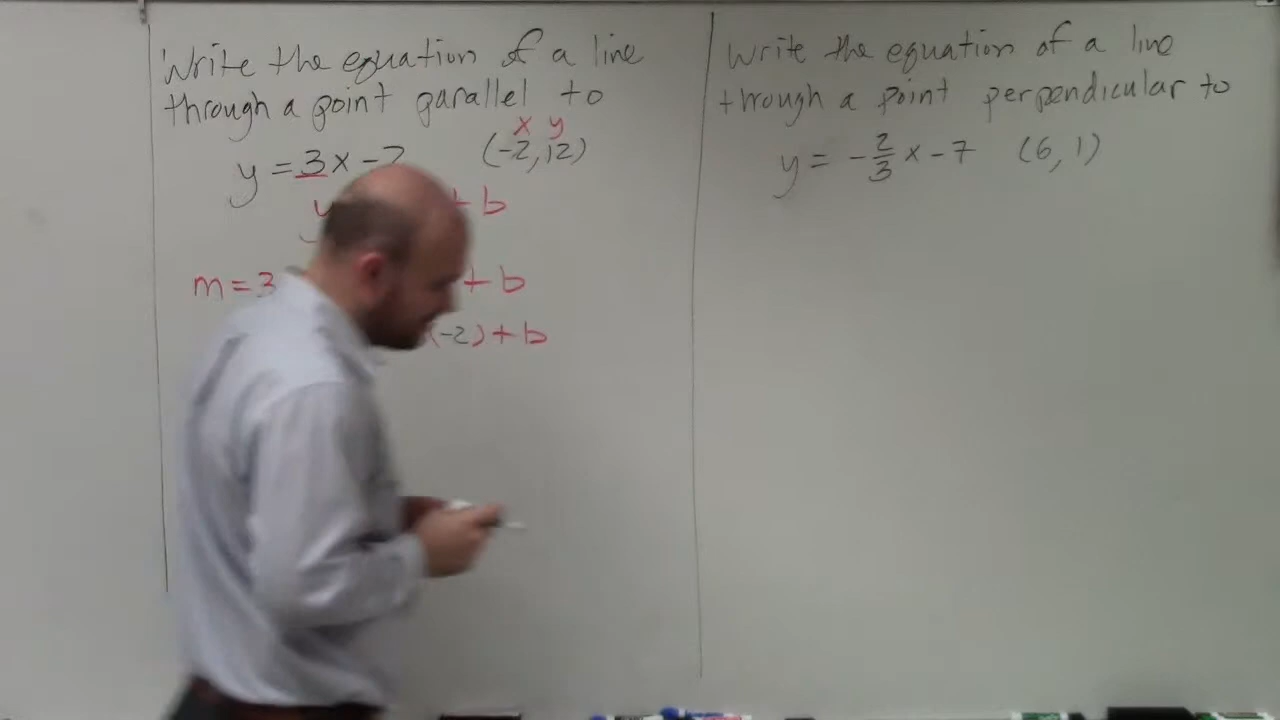 Write the equation of a line
through a point parallel to
x y
y = 3x - 2 (-2, 12)
+ b
m = 3 + b
(-2) + b
Write the equation of a line
through a point perpendicular to
y = -2/3 x - 7 (6, 1)